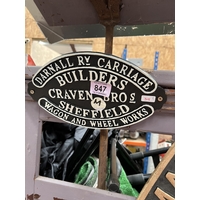 DARNALL RY. CARRIAGE
BUILDERS
CRAVEN BROS
SHEFFIELD
WAGON AND WHEEL WORKS
847